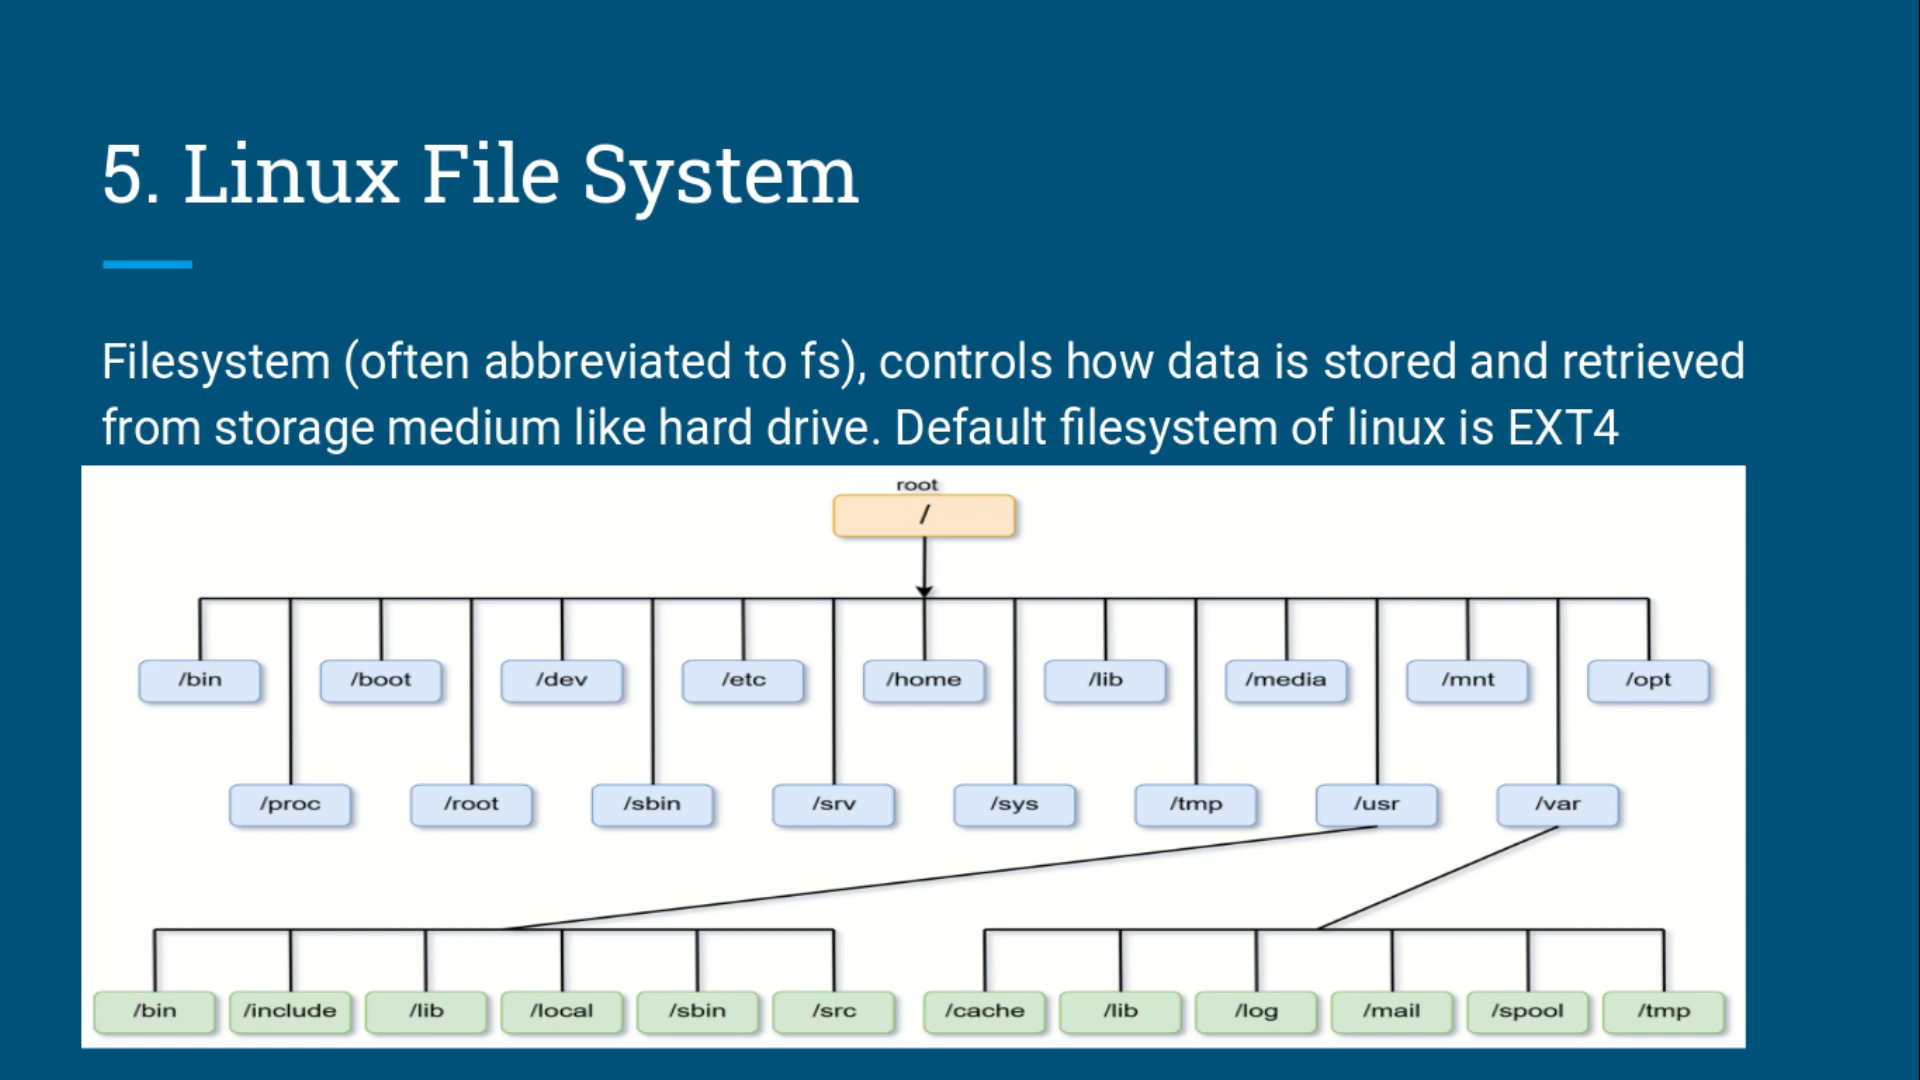 5. Linux File System
Filesystem (often abbreviated to fs), controls how data is stored and retrieved
from storage medium like hard drive. Default filesystem of linux is EXT4
root
/
/bin /boot /dev /etc /home /lib /media /mnt /opt
/proc /root /sbin /srv /sys /tmp /usr /var
/bin /include /lib /local /sbin /src /cache /lib /log /mail /spool /tmp